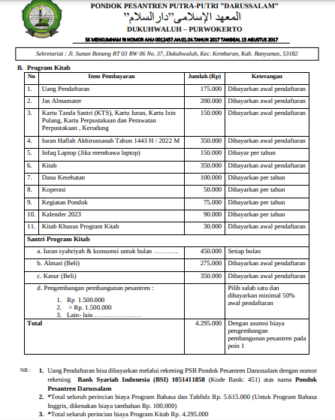 PONDOK PESANTREN PUTRA-PUTRI "DARUSSALAM"
المعهد الإسلامى "دار السلام"
DUKUHWALUH – PURWOKERTO
SK MENKUMHAM RI NOMOR AHU-0012457.AH.01.04.TAHUN 2017 TANGGAL 15 AGUSTUS 2017
Sekretariat : Jl. Sunan Bonang RT 03 RW 06 No. 37, Dukuhwaluh, Kec. Kembaran, Kab. Banyumas, 53182
B. Program Kitab
No Item Pembayaran Jumlah (Rp) Keterangan
1. Uang Pendaftaran 175.000 Dibayarkan awal pendaftaran
2. Jas Almamater 200.000 Dibayarkan awal pendaftaran
3. Kartu Tanda Santri (KTS), Kartu Iuran, Kartu Izin 150.000 Dibayarkan awal pendaftaran
Pulang, Kartu Perpustakaan dan Perawatan
Perpustakaan , Kerudung
4. Iuran Haflah Akhirussanah Tahun 1443 H / 2022 M 350.000 Dibayarkan awal pendaftaran
5. Infaq Laptop (Jika membawa laptop) 150.000 Dibayar per tahun
6. Kitab 350.000 Dibayarkan awal pendaftaran
7. Dana Kesehatan 100.000 Dibayarkan per tahun
8. Koperasi 50.000 Dibayarkan per tahun
9. Kegiatan Pondok 75.000 Dibayarkan per tahun
10. Kalender 2023 90.000 Dibayarkan per tahun
11. Kitab Khusus Program Kitab 30.000 Dibayarkan awal pendaftaran
Santri Program Kitab
a. Iuran syahriyah & konsumsi untuk bulan ……….. 450.000 Setiap bulan
b. Almari (Beli) 275.000 Dibayarkan awal pendaftaran
c. Kasur (Beli) 350.000 Dibayarkan awal pendaftaran
d. Pengembangan pembangunan pesantren : Pilih salah satu dan
1. Rp 1.500.000 dibayarkan minimal 50%
2. > Rp. 1.500.000 awal pendaftaran
3. Lain- lain …………………
Total 4.295.000 Dengan asumsi biaya
pengembangan
pembangunan pesantren pada
poin 1
NB : 1. Uang Pendaftaran bisa dibayarkan melalui rekening PSB Pondok Pesantren Darussalam dengan nomor
rekening Bank Syariah Indonesia (BSI) 1051411858 (Kode Bank: 451) atas nama Pondok
Pesantren Darussalam
2. *Total seluruh perincian biaya Program Bahasa dan Tahfidz Rp. 5.615.000 (Untuk Program Bahasa
Inggris, dikenakan biaya tambahan Rp. 100.000)
3. *Total seluruh perincian biaya Program Kitab Rp. 4.295.000